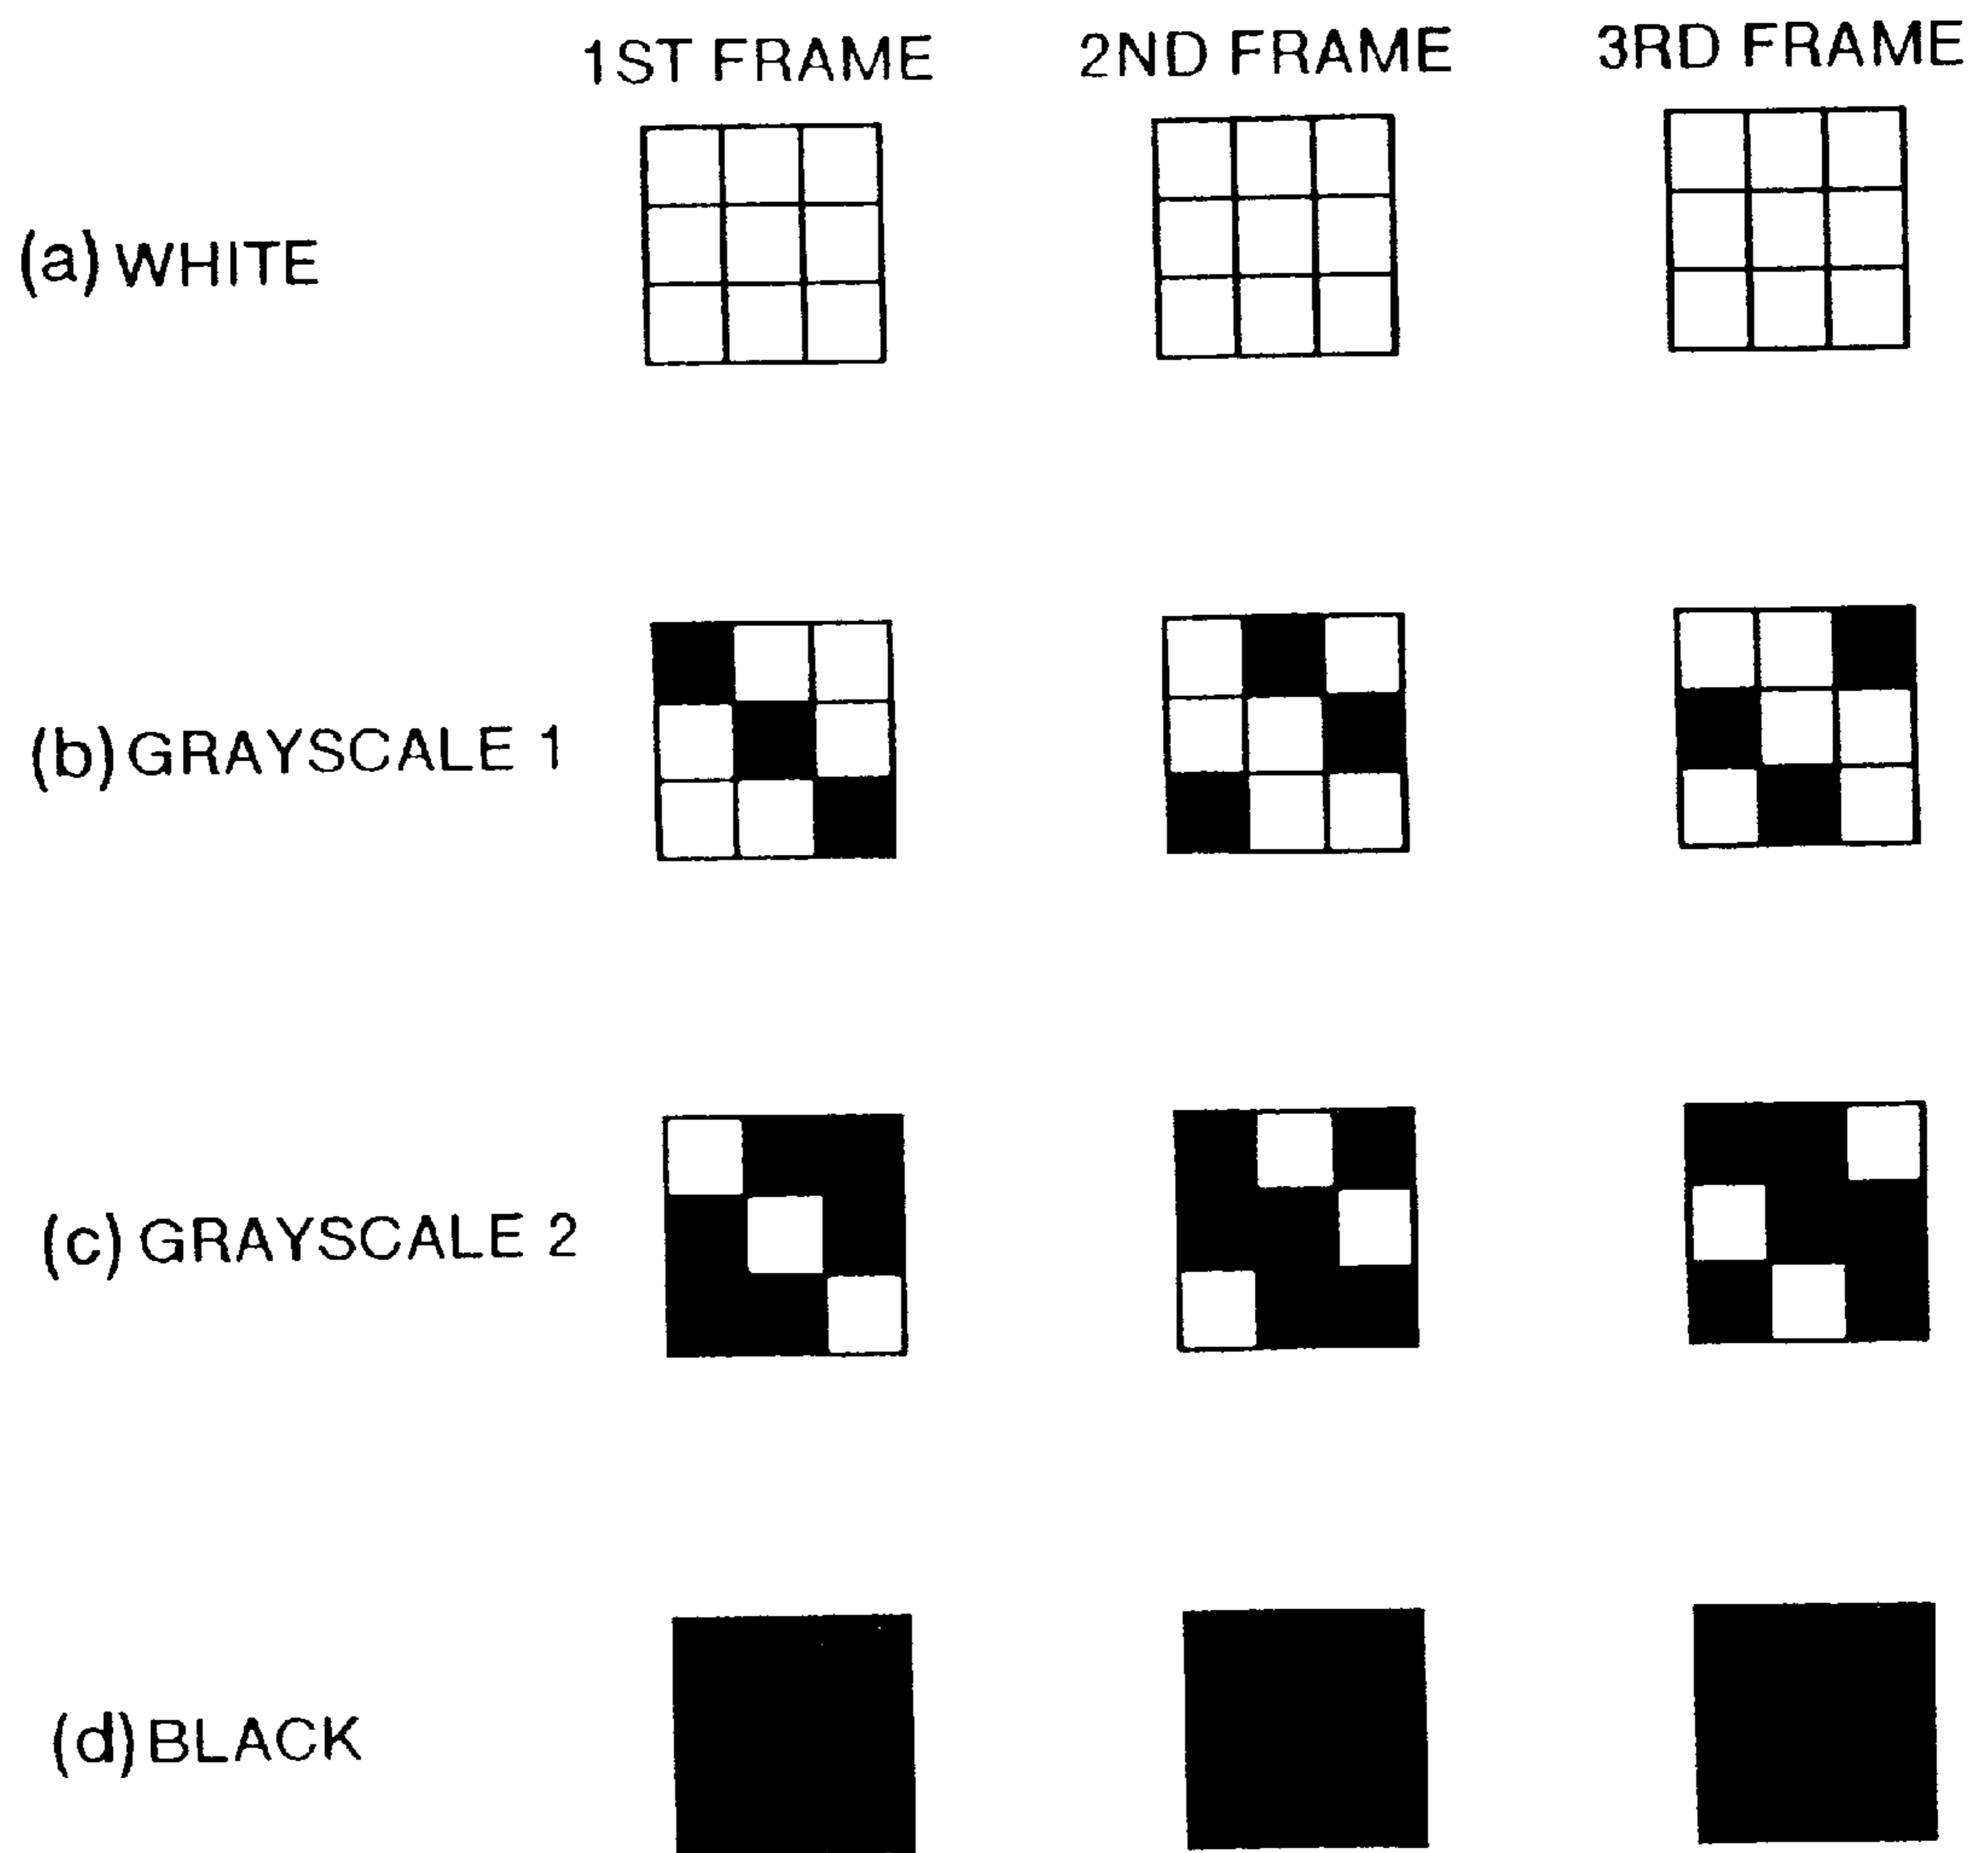 1ST FRAME 2ND FRAME 3RD FRAME
(a) WHITE
(b) GRAYSCALE 1
(c) GRAYSCALE 2
(d) BLACK